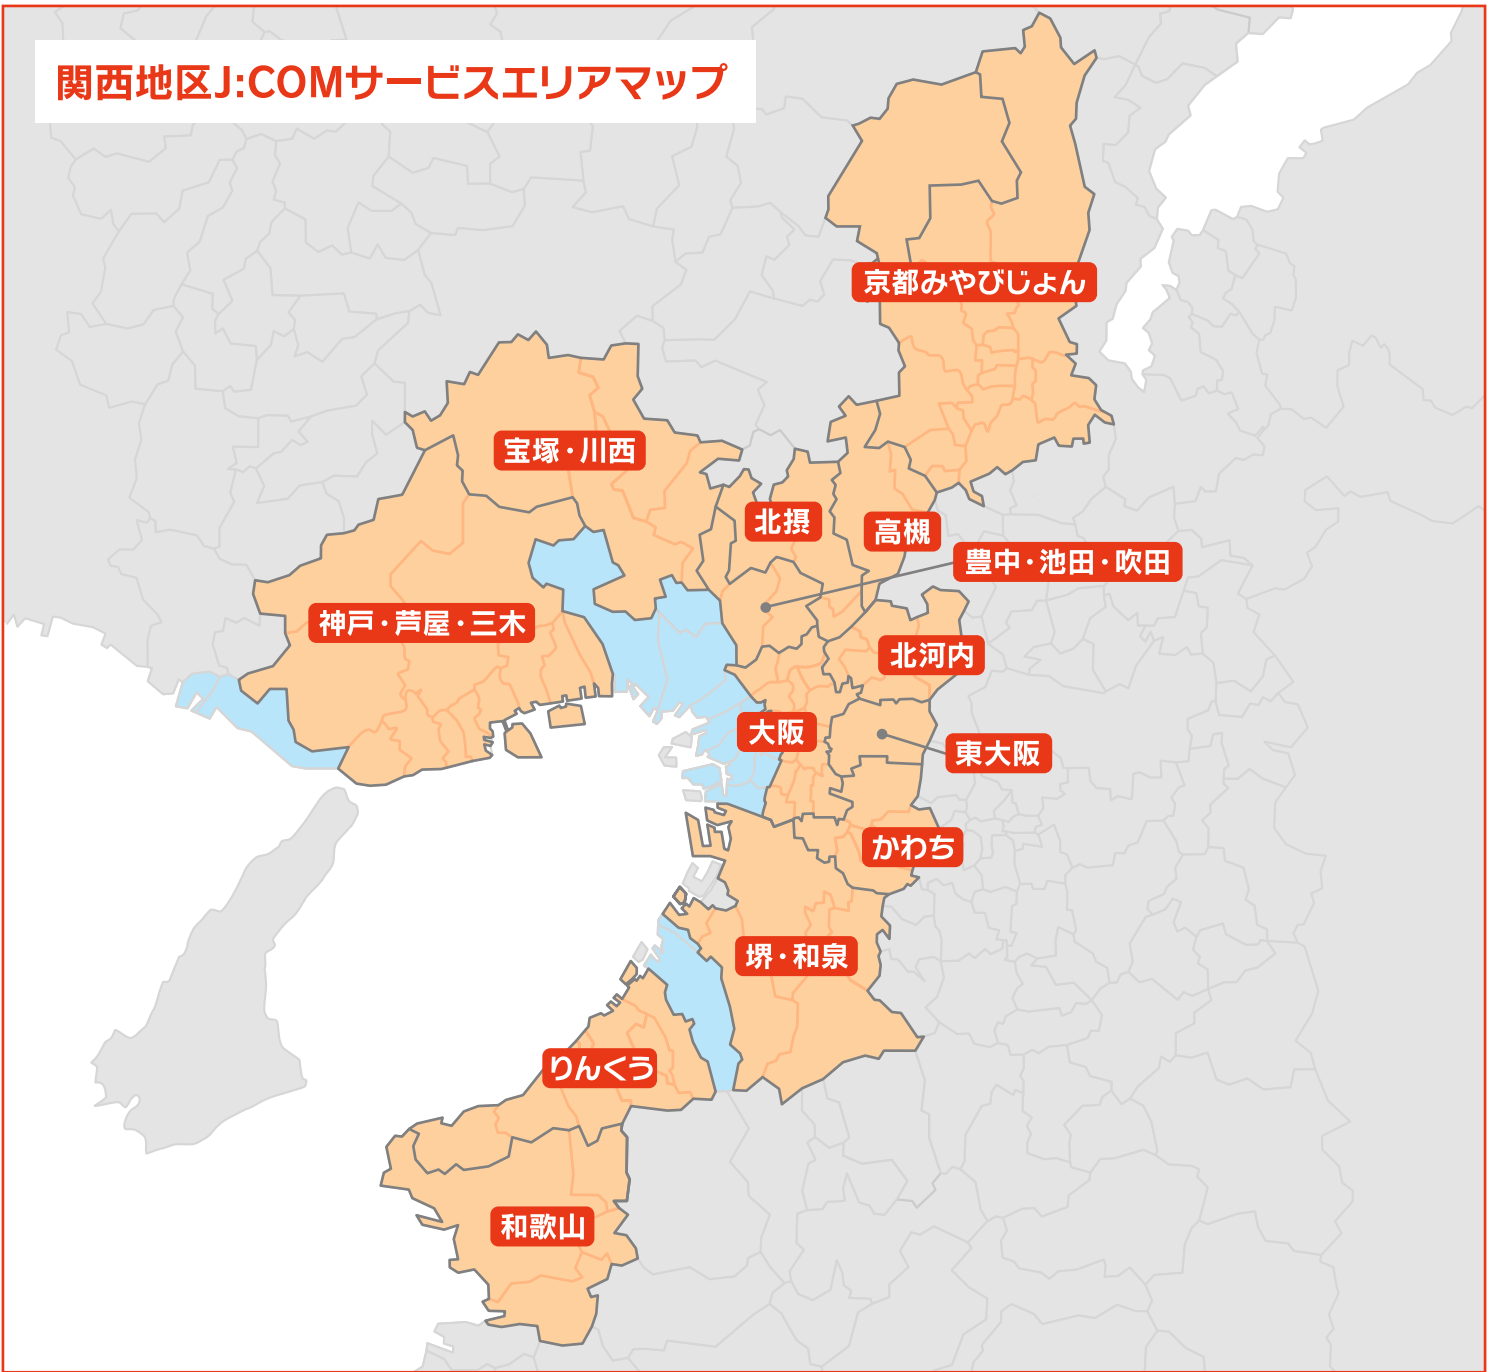 関西地区J:COMサービスエリアマップ
京都みやびじょん
宝塚・川西
北摂
高槻
豊中・池田・吹田
神戸・芦屋・三木
北河内
大阪
東大阪
かわち
堺・和泉
りんくう
和歌山